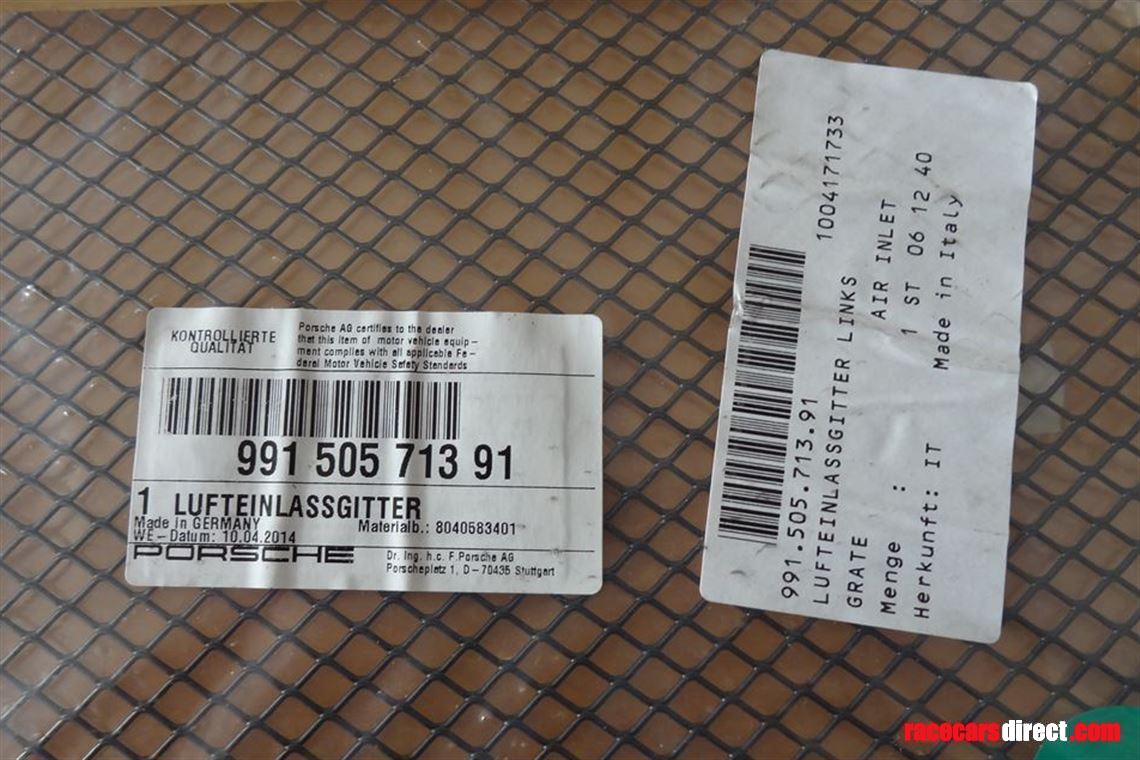 KONTROLLIERTE
QUALITÄT
Porsche AG certifies to the dealer
that this item of motor vehicle equip-
ment complies with all applicable Fe-
deral Motor Vehicle Safety Standards
991 505 713 91
1 LUFTEINLASSGITTER
Made in GERMANY Materialb.: 8040583401
WE-Datum: 10.04.2014
PORSCHE
Dr. Ing. h.c. F. Porsche AG
Porscheplatz 1, D-70435 Stuttgart
991.505.713.91 1004171733
LUFTEINLASSGITTER LINKS
GRATE AIR INLET
Menge : 1 ST 06 12 40
Herkunft: IT Made in Italy
racecarsdirect.com